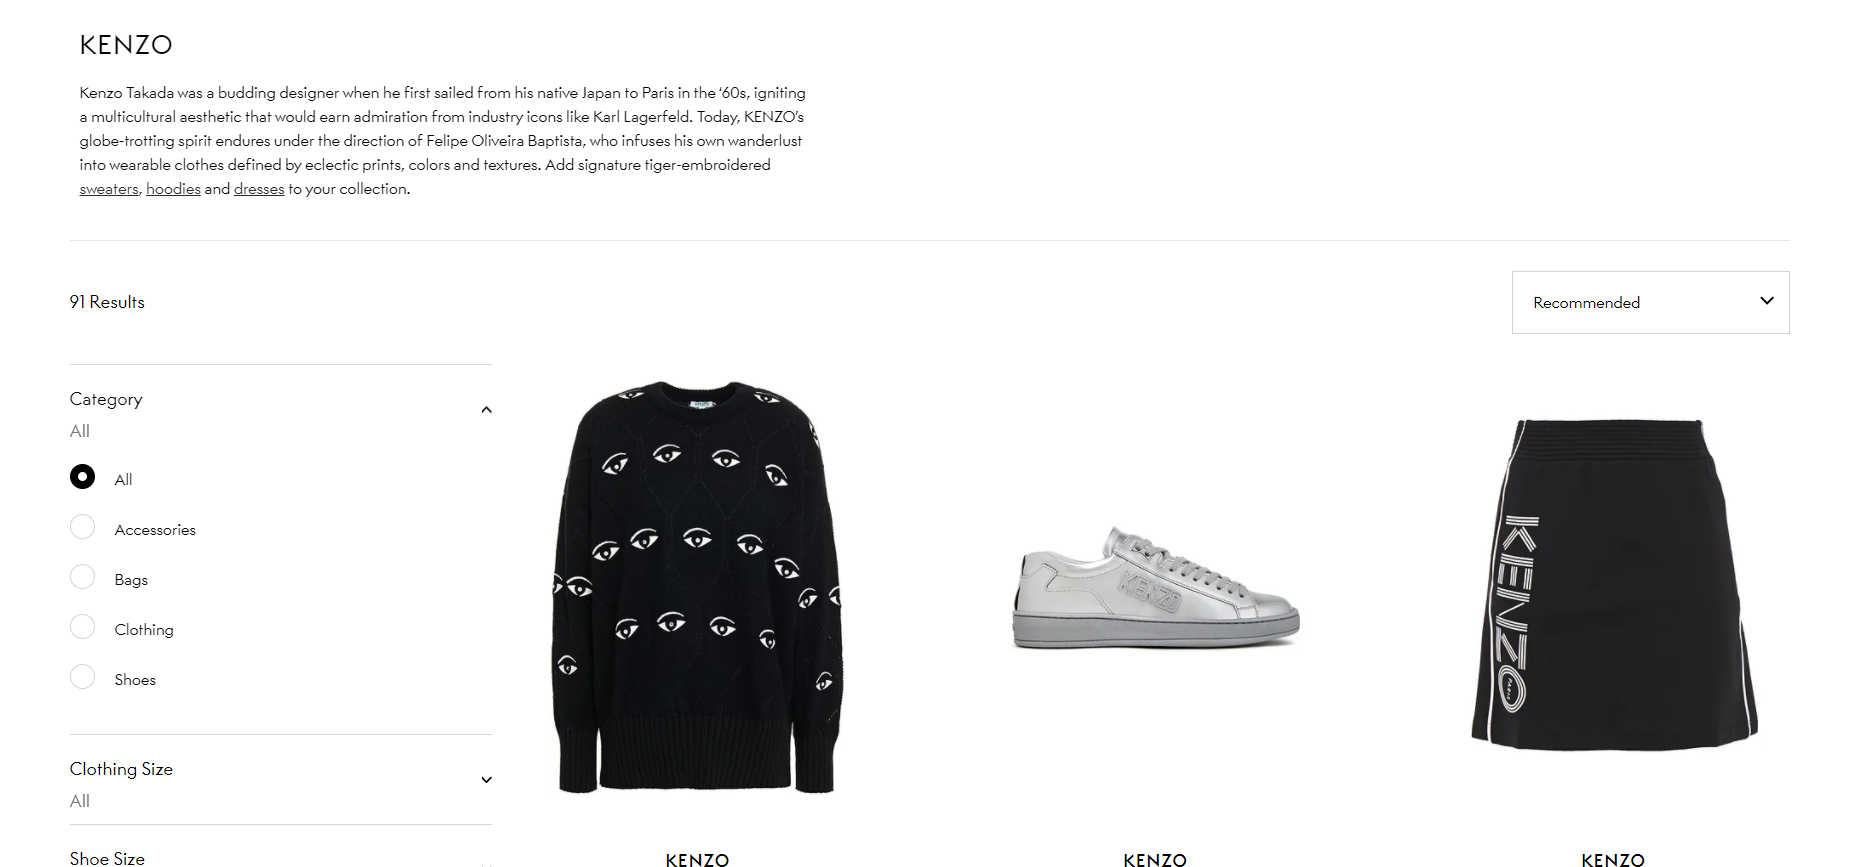 KENZO
Kenzo Takada was a budding designer when he first sailed from his native Japan to Paris in the ‘60s, igniting
a multicultural aesthetic that would earn admiration from industry icons like Karl Lagerfeld. Today, KENZO’s
globe-trotting spirit endures under the direction of Felipe Oliveira Baptista, who infuses his own wanderlust
into wearable clothes defined by eclectic prints, colors and textures. Add signature tiger-embroidered
sweaters, hoodies and dresses to your collection.
91 Results
Recommended
Category
All
All
Accessories
Bags
Clothing
Shoes
Clothing Size
All
Shoe Size
KENZO
KENZO
PARIS
KENZO
KENZO
KENZO